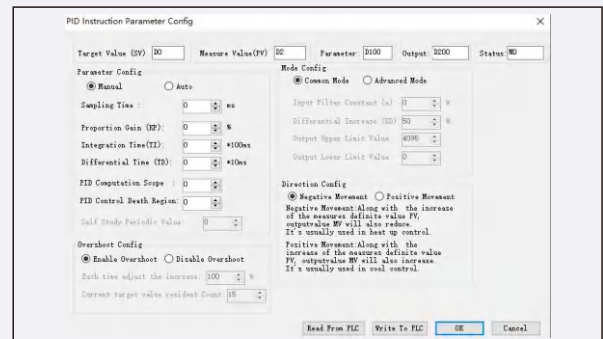 PID Instruction Parameter Config
Target Value (SV) D0 Measure Value(PV) D2 Parameter: D100 Output: D200 Status: M0
Parameter Config
Manual Auto
Sampling Time : 0 ms
Proportion Gain (KP): 0 %
Integration Time(TI): 0 *100ms
Differential Time (TD): 0 *10ms
PID Computation Scope : 0
PID Control Death Region: 0
Self Study Periodic Value 0
Overshoot Config
Enable Overshoot Disable Overshoot
Each time adjust the increase: 100 %
Current target value resident Count 15
Mode Config
Common Mode Advanced Mode
Input Filter Constant (a) 0 %
Differential Increase (KD) 50 %
Output Upper Limit Value 4095
Output Lower Limit Value 0
Direction Config
Negative Movement Positive Movement
Negative Movement:Along with the increase
of the measures definite value PV,
outputvalue MV will also reduce.
It's usually used in heat up control.
Positive Movement:Along with the
increase of the measures definite value
PV, outputvalue MV will also increase.
It's usually used in cool control.
Read From PLC Write To PLC OK Cancel